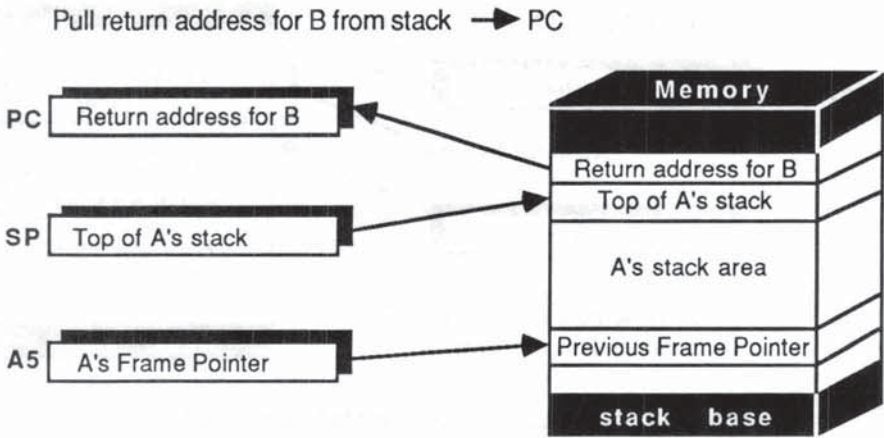 Pull return address for B from stack → PC
Memory
PC Return address for B
Return address for B
Top of A's stack
SP Top of A's stack
A's stack area
A5 A's Frame Pointer
Previous Frame Pointer
stack base